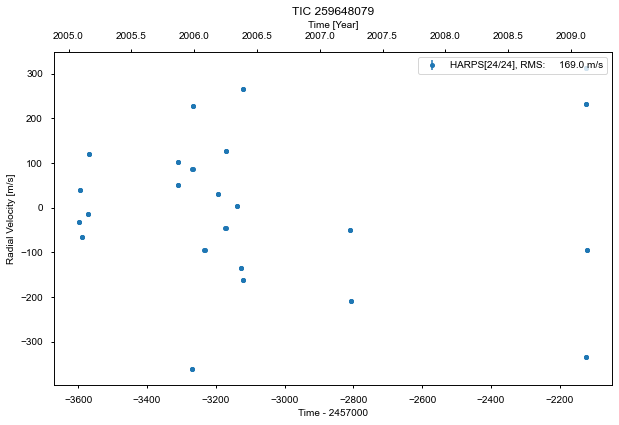 TIC 259648079
Time [Year]
2005.0 2005.5 2006.0 2006.5 2007.0 2007.5 2008.0 2008.5 2009.0
HARPS[24/24], RMS: 169.0 m/s
300
200
100
0
−100
−200
−300
Radial Velocity [m/s]
−3600 −3400 −3200 −3000 −2800 −2600 −2400 −2200
Time - 2457000